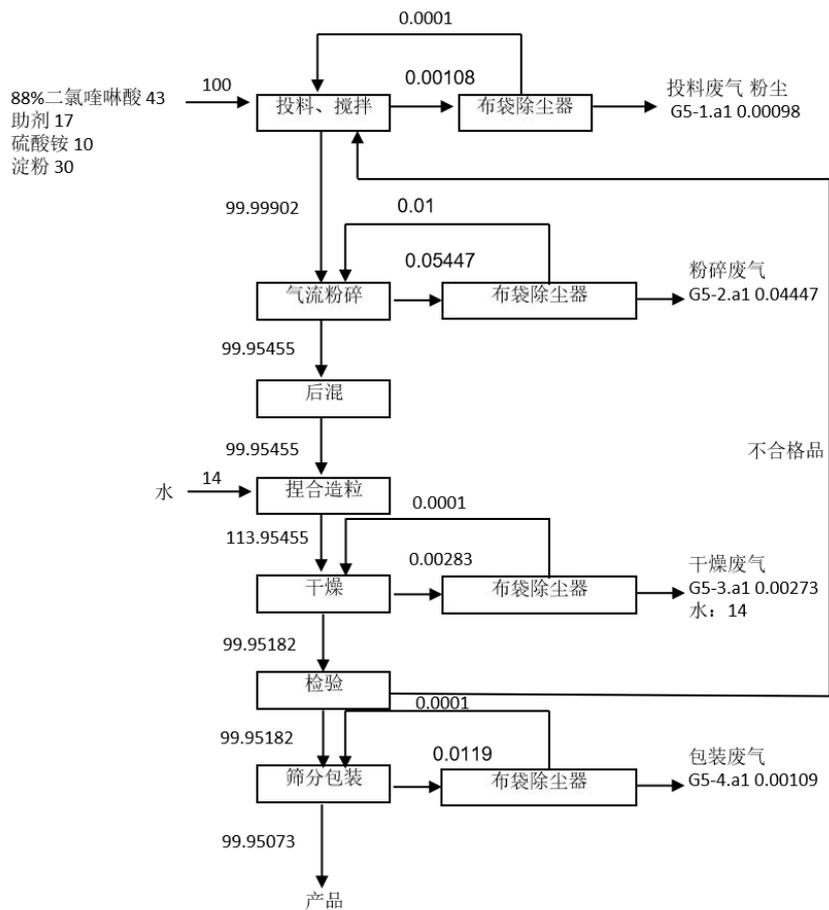 0.0001
88%二氯喹啉酸 43
助剂 17
硫酸铵 10
淀粉 30
100
投料、搅拌
0.00108
布袋除尘器
投料废气 粉尘
G5-1.a1 0.00098
99.99902
0.01
气流粉碎
0.05447
布袋除尘器
粉碎废气
G5-2.a1 0.04447
99.95455
后混
99.95455
不合格品
水
14
捏合造粒
0.0001
113.95455
干燥
0.00283
布袋除尘器
干燥废气
G5-3.a1 0.00273
水：14
99.95182
检验
0.0001
99.95182
筛分包装
0.0119
布袋除尘器
包装废气
G5-4.a1 0.00109
99.95073
产品